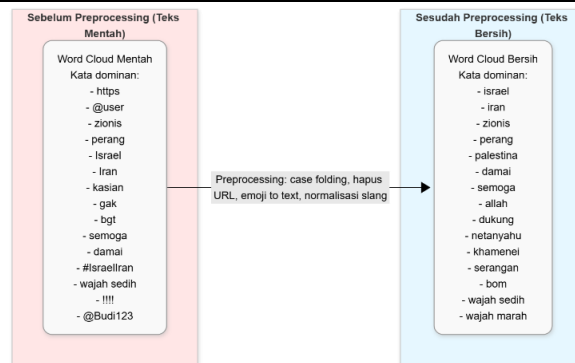 Sebelum Preprocessing (Teks
Mentah)
Word Cloud Mentah
Kata dominan:
- https
- @user
- zionis
- perang
- Israel
- Iran
- kasian
- gak
- bgt
- semoga
- damai
- #IsraelIran
- wajah sedih
- !!!!
- @Budi123
Preprocessing: case folding, hapus
URL, emoji to text, normalisasi slang
Sesudah Preprocessing (Teks
Bersih)
Word Cloud Bersih
Kata dominan:
- israel
- iran
- zionis
- perang
- palestina
- damai
- semoga
- allah
- dukung
- netanyahu
- khamenei
- serangan
- bom
- wajah sedih
- wajah marah